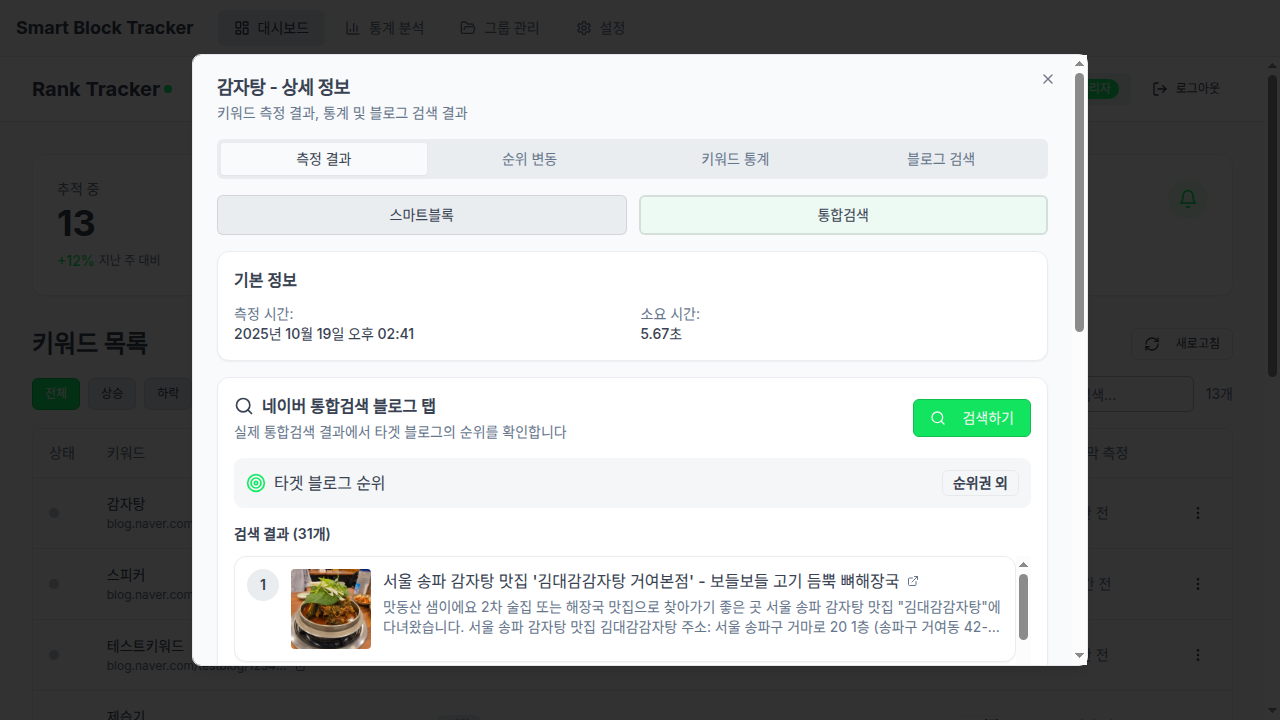 Smart Block Tracker
대시보드
통계 분석
그룹 관리
설정
Rank Tracker
로그아웃
추적 중
13
+12% 지난 주 대비
키워드 목록
새로고침
전체
상승
하락
13개
상태
키워드
측정
감자탕
blog.naver.com
전
스피커
blog.naver.com
전
테스트키워드
전
감자탕 - 상세 정보
키워드 측정 결과, 통계 및 블로그 검색 결과
측정 결과
순위 변동
키워드 통계
블로그 검색
스마트블록
통합검색
기본 정보
측정 시간:
소요 시간:
2025년 10월 19일 오후 02:41
5.67초
네이버 통합검색 블로그 탭
실제 통합검색 결과에서 타겟 블로그의 순위를 확인합니다
검색하기
타겟 블로그 순위
순위권 외
검색 결과 (31개)
1
서울 송파 감자탕 맛집 '김대감감자탕 거여본점' - 보들보들 고기 듬뿍 뼈해장국
맛동산 샘이에요 2차 술집 또는 해장국 맛집으로 찾아가기 좋은 곳 서울 송파 감자탕 맛집 "김대감감자탕"에
다녀왔습니다. 서울 송파 감자탕 맛집 김대감감자탕 주소: 서울 송파구 거마로 20 1층 (송파구 거여동 42-...